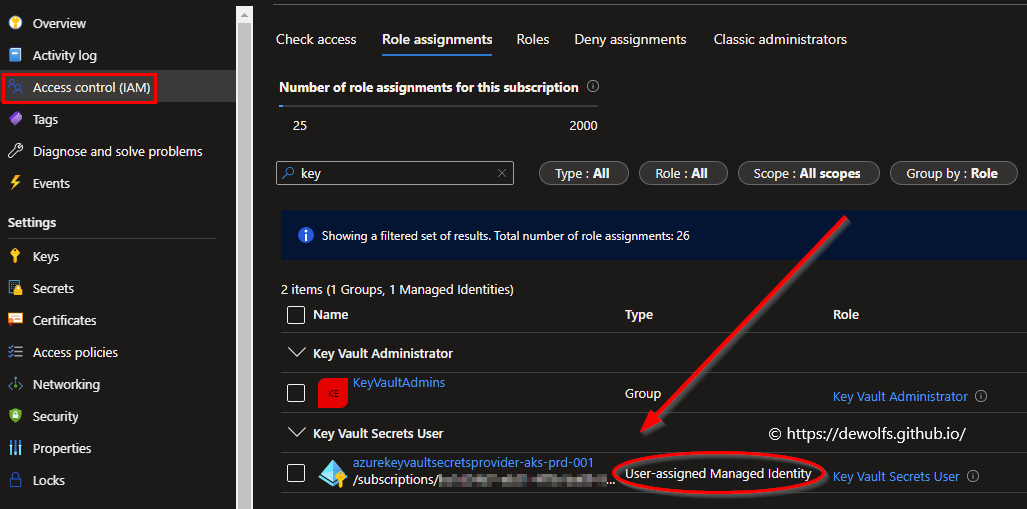 Overview
Activity log
Access control (IAM)
Tags
Diagnose and solve problems
Events
Settings
Keys
Secrets
Certificates
Access policies
Networking
Security
Properties
Locks
Check access Role assignments Roles Deny assignments Classic administrators
Number of role assignments for this subscription
25 2000
key
Type : All Role : All Scope : All scopes Group by : Role
Showing a filtered set of results. Total number of role assignments: 26
2 items (1 Groups, 1 Managed Identities)
Name Type Role
Key Vault Administrator
KE KeyVaultAdmins Group Key Vault Administrator
Key Vault Secrets User
© https://dewolfs.github.io/
azurekeyvaultsecretsprovider-aks-prd-001 User-assigned Managed Identity Key Vault Secrets User
/subscriptions/ ...